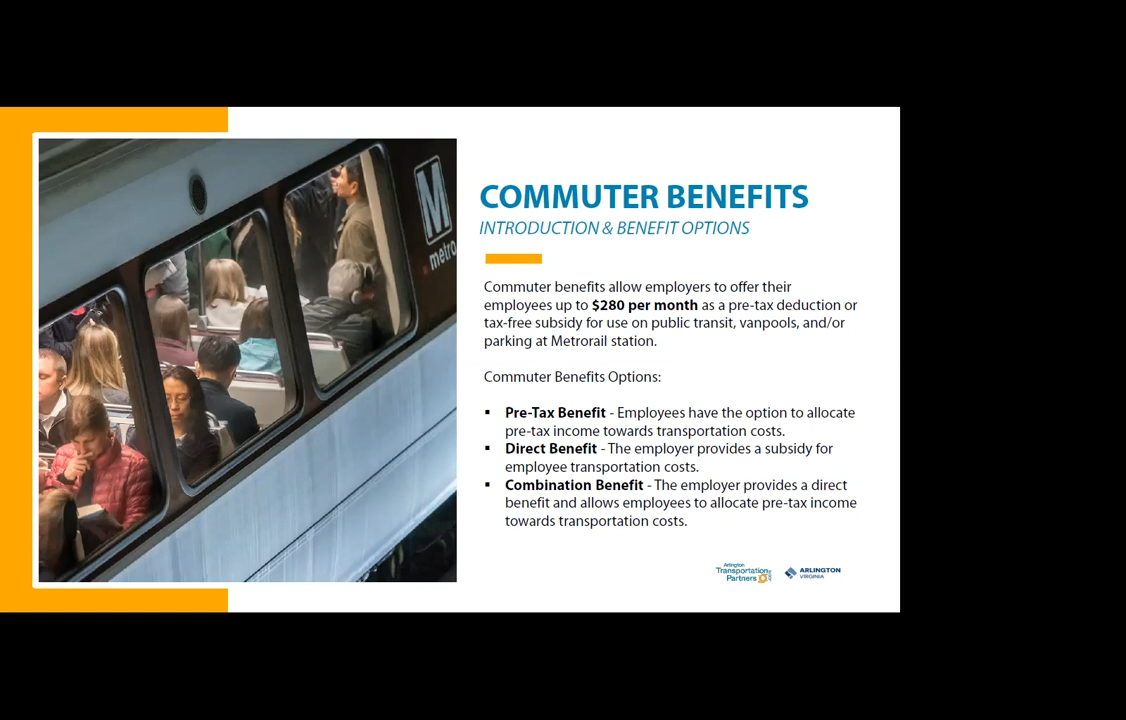 M
metro
COMMUTER BENEFITS
INTRODUCTION & BENEFIT OPTIONS
Commuter benefits allow employers to offer their
employees up to $280 per month as a pre-tax deduction or
tax-free subsidy for use on public transit, vanpools, and/or
parking at Metrorail station.
Commuter Benefits Options:
▪ Pre-Tax Benefit - Employees have the option to allocate
pre-tax income towards transportation costs.
▪ Direct Benefit - The employer provides a subsidy for
employee transportation costs.
▪ Combination Benefit - The employer provides a direct
benefit and allows employees to allocate pre-tax income
towards transportation costs.
Arlington
Transportation
Partners
ARLINGTON
VIRGINIA